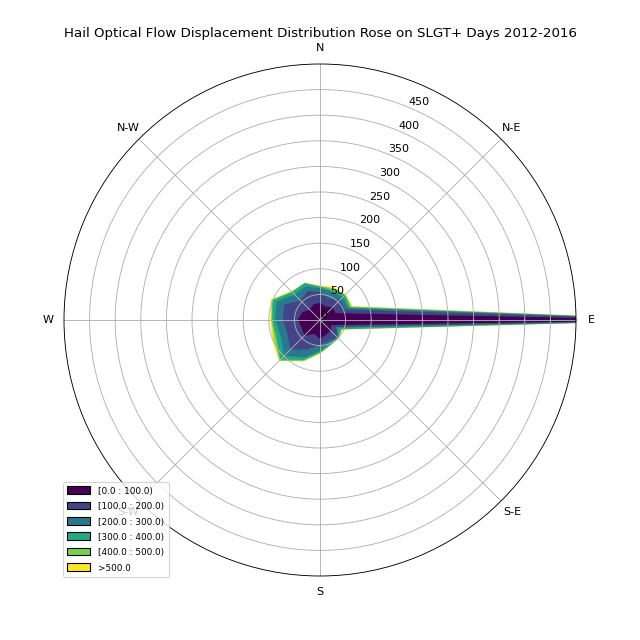 Hail Optical Flow Displacement Distribution Rose on SLGT+ Days 2012-2016
N
N-W
N-E
450
400
350
300
250
200
150
100
50
W
E
S-W
S-E
S
[0.0 : 100.0)
[100.0 : 200.0)
[200.0 : 300.0)
[300.0 : 400.0)
[400.0 : 500.0)
>500.0